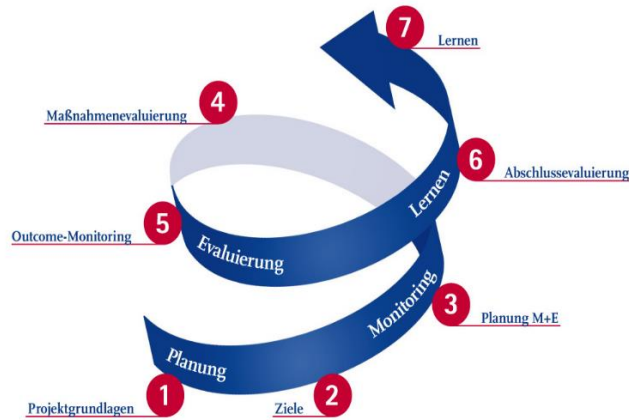 7
Lernen
4
Maßnahmenevaluierung
6
Abschlussevaluierung
Lernen
5
Outcome-Monitoring
Evaluierung
3
Planung M+E
Monitoring
Planung
1
Projektgrundlagen
2
Ziele